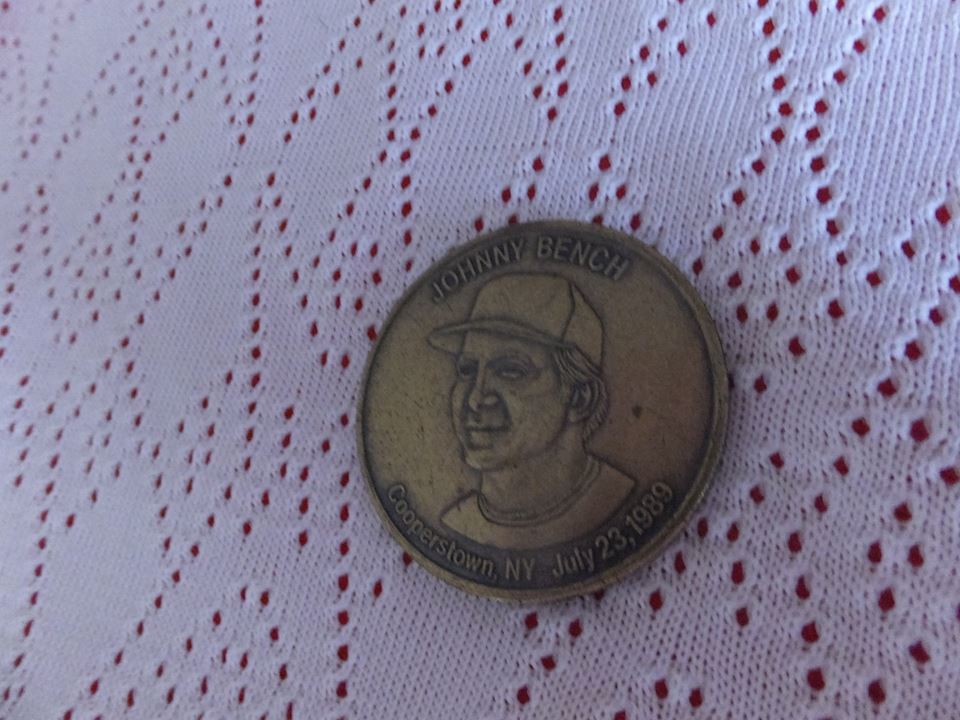 JOHNNY BENCH
Cooperstown, NY July 23, 1989